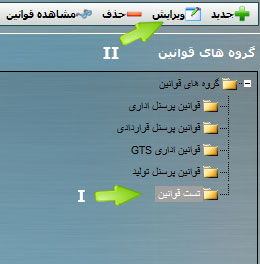 جدید ویرایش حذف مشاهده قوانین
II
گروه های قوانین
گروه های قوانین
قوانین پرسنل اداری
قوانین پرسنل قراردادی
قوانین اداری GTS
قوانین پرسنل تولید
تست قوانین
I